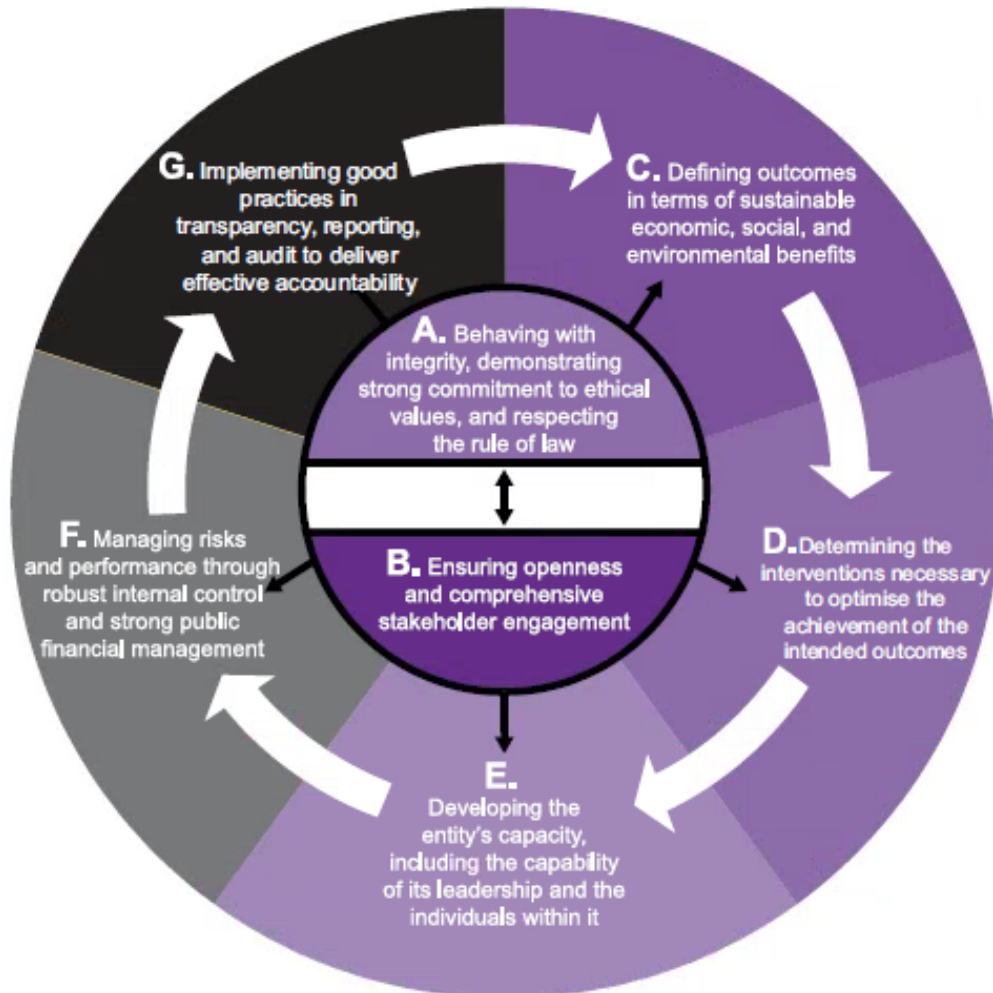 G. Implementing good
practices in
transparency, reporting,
and audit to deliver
effective accountability
C. Defining outcomes
in terms of sustainable
economic, social, and
environmental benefits
A. Behaving with
integrity, demonstrating
strong commitment to ethical
values, and respecting
the rule of law
B. Ensuring openness
and comprehensive
stakeholder engagement
D. Determining the
interventions necessary
to optimise the
achievement of the
intended outcomes
E.
Developing the
entity's capacity,
including the capability
of its leadership and the
individuals within it
F. Managing risks
and performance through
robust internal control
and strong public
financial management